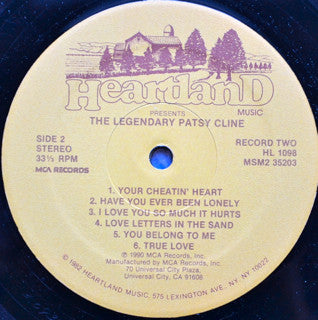 HeartlanD
MUSIC
PRESENTS
THE LEGENDARY PATSY CLINE
SIDE 2
STEREO
33⅓ RPM
MCA RECORDS
RECORD TWO
HL 1098
MSM2 35203
1. YOUR CHEATIN' HEART
2. HAVE YOU EVER BEEN LONELY
3. I LOVE YOU SO MUCH IT HURTS
4. LOVE LETTERS IN THE SAND
5. YOU BELONG TO ME
6. TRUE LOVE
℗ 1990 MCA Records, Inc.
Manufactured by MCA Records, Inc.
70 Universal City Plaza,
Universal City, CA 91608
© 1982 HEARTLAND MUSIC, 575 LEXINGTON AVE., NY, NY 10022